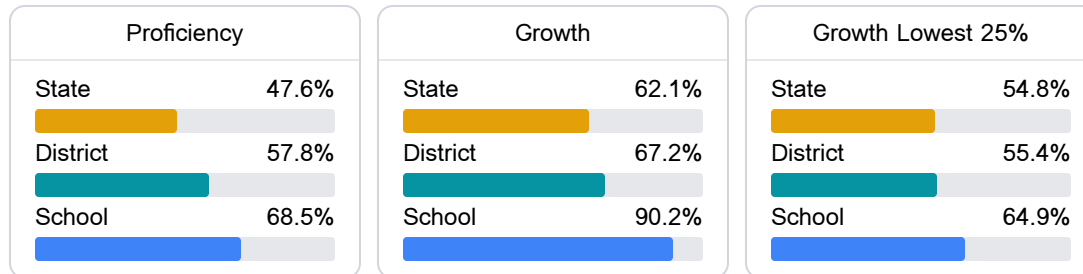 Proficiency
State 47.6%
District 57.8%
School 68.5%
Growth
State 62.1%
District 67.2%
School 90.2%
Growth Lowest 25%
State 54.8%
District 55.4%
School 64.9%